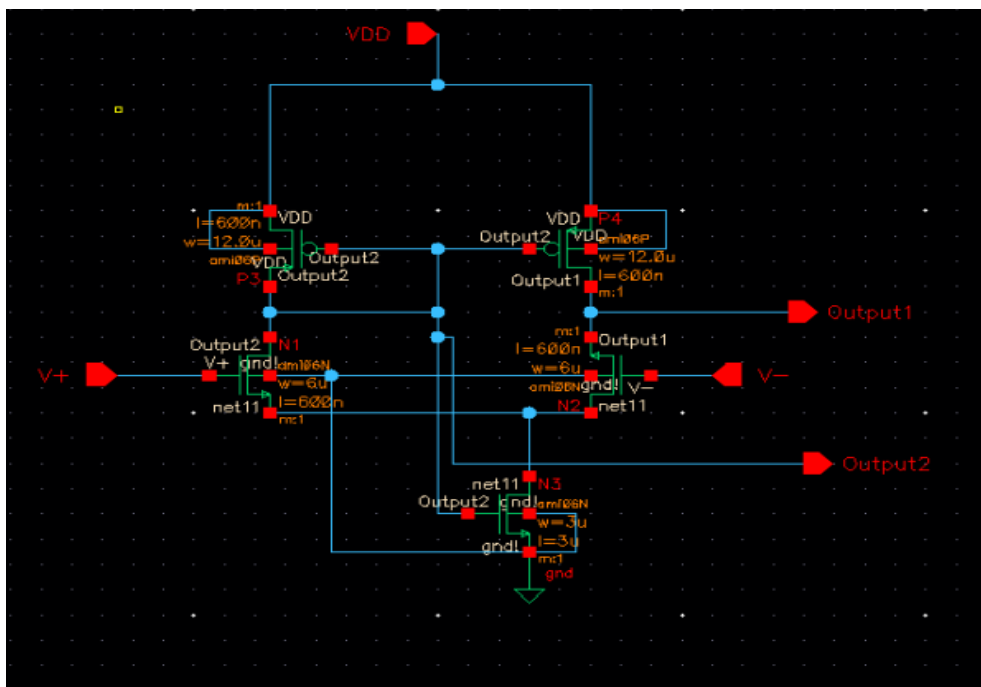 VDD
m:1
VDD
l=600n
w=12.0u
ami06P
VDD
Output2
P3
Output2
VDD
P4
Output2
VDD
ami06P
w=12.0u
Output1
l=600n
m:1
Output1
Output2
N1
V+
V+
gnd!
ami06N
w=6u
l=600n
net11
m:1
m:1
Output1
l=600n
w=6u
ami06N
gnd!
V-
V-
N2
net11
Output2
net11
N3
Output2
gnd!
ami06N
w=3u
gnd!
l=3u
m:1
gnd